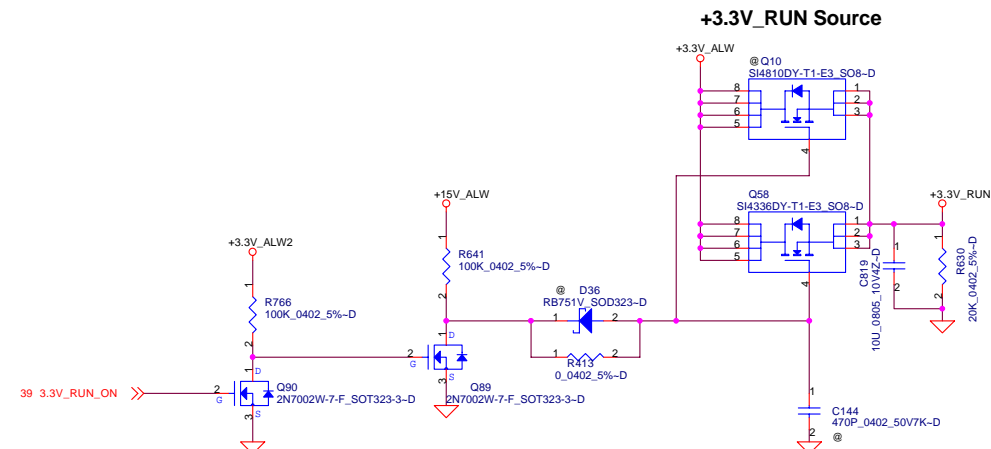 +3.3V_RUN Source
+3.3V_ALW
@ Q10
SI4810DY-T1-E3_SO8~D
8
7
6
5
1
2
3
4
+15V_ALW
Q58
SI4336DY-T1-E3_SO8~D
8
7
6
5
1
2
3
4
+3.3V_RUN
1
R630
20K_0402_5%~D
2
1
C819
10U_0805_10V4Z~D
2
+3.3V_ALW2
1
R641
100K_0402_5%~D
2
1
R766
100K_0402_5%~D
2
@ D36
RB751V_SOD323~D
1
2
1
2
R413
0_0402_5%~D
1
D
2
G
S
3
Q89
2N7002W-7-F_SOT323-3~D
39 3.3V_RUN_ON
1
D
2
G
S
3
Q90
2N7002W-7-F_SOT323-3~D
1
C144
470P_0402_50V7K~D
2
@